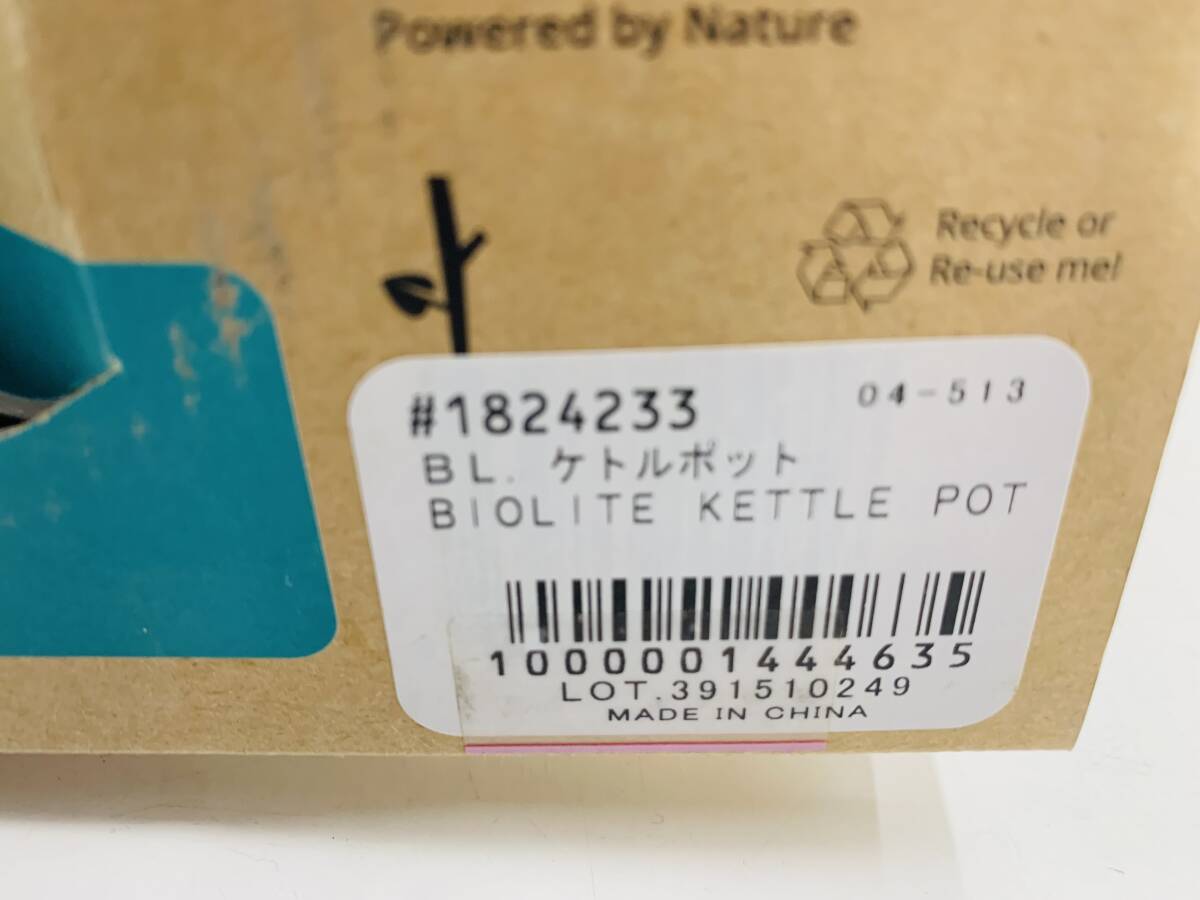 Powered by Nature
Recycle or
Re-use me!
#1824233
04-513
BL. ケトルポット
BIOLITE KETTLE POT
1000001444635
LOT.391510249
MADE IN CHINA